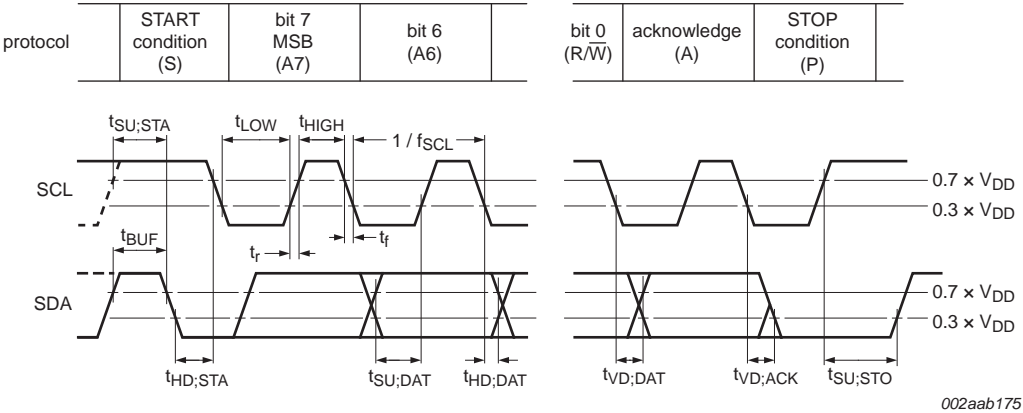 protocol
START
condition
(S)
bit 7
MSB
(A7)
bit 6
(A6)
bit 0
(R/W̅)
acknowledge
(A)
STOP
condition
(P)
tSU;STA
tLOW
tHIGH
1 / fSCL
SCL
0.7 × VDD
0.3 × VDD
tBUF
tr
tf
SDA
0.7 × VDD
0.3 × VDD
tHD;STA
tSU;DAT
tHD;DAT
tVD;DAT
tVD;ACK
tSU;STO
002aab175